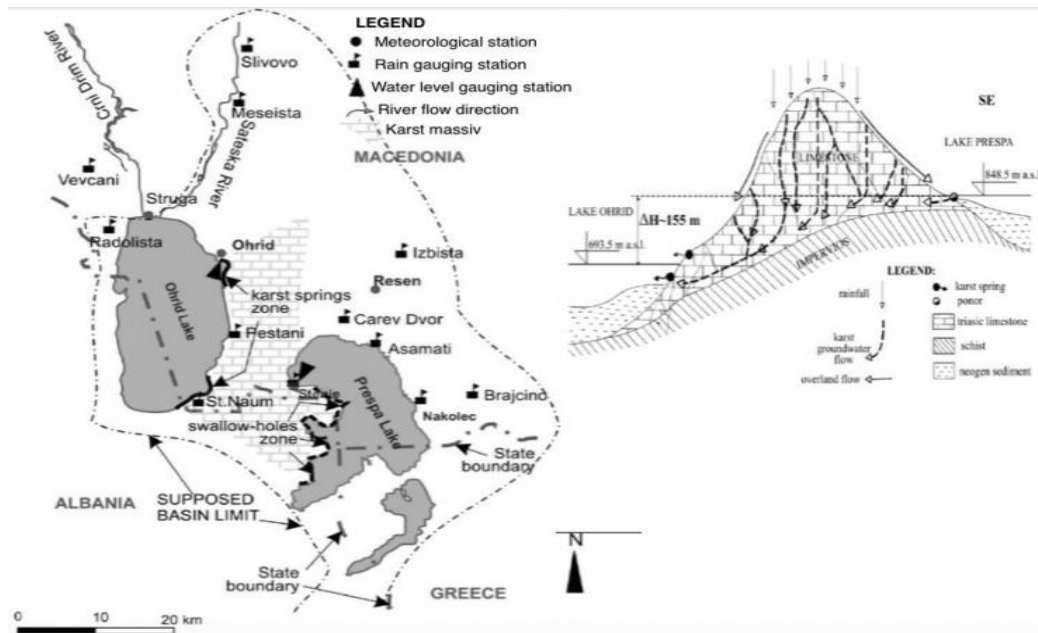 LEGEND
Meteorological station
Rain gauging station
Water level gauging station
River flow direction
Karst massiv
Crni Drim River
Slivovo
Meseista
Sateska River
MACEDONIA
Vevcani
Struga
Radolista
Ohrid
Izbista
karst springs
zone
Resen
Ohrid Lake
Pestani
Carev Dvor
Asamati
St.Naum
Stenje
Prespa Lake
Brajcino
Nakolec
swallow-holes
zone
State
boundary
ALBANIA
SUPPOSED
BASIN LIMIT
State
boundary
GREECE
N
0 10 20 km
SE
LAKE PRESPA
LIMESTONE
848.5 m a.s.l.
LAKE OHRID
ΔH~155 m
693.5 m a.s.l.
LEGEND:
rainfall
karst
groundwater
flow
overland flow
karst spring
ponor
triasic limestone
schist
neogen sediment